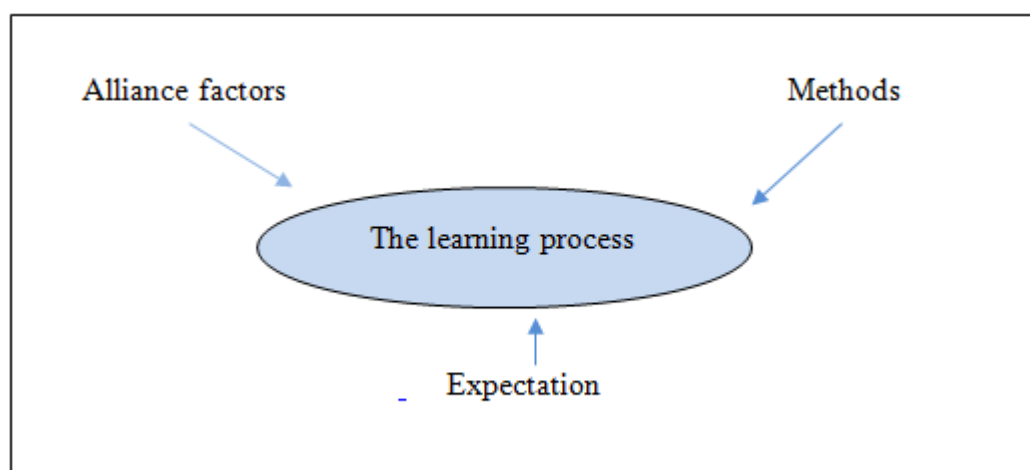 Alliance factors
Methods
The learning process
Expectation